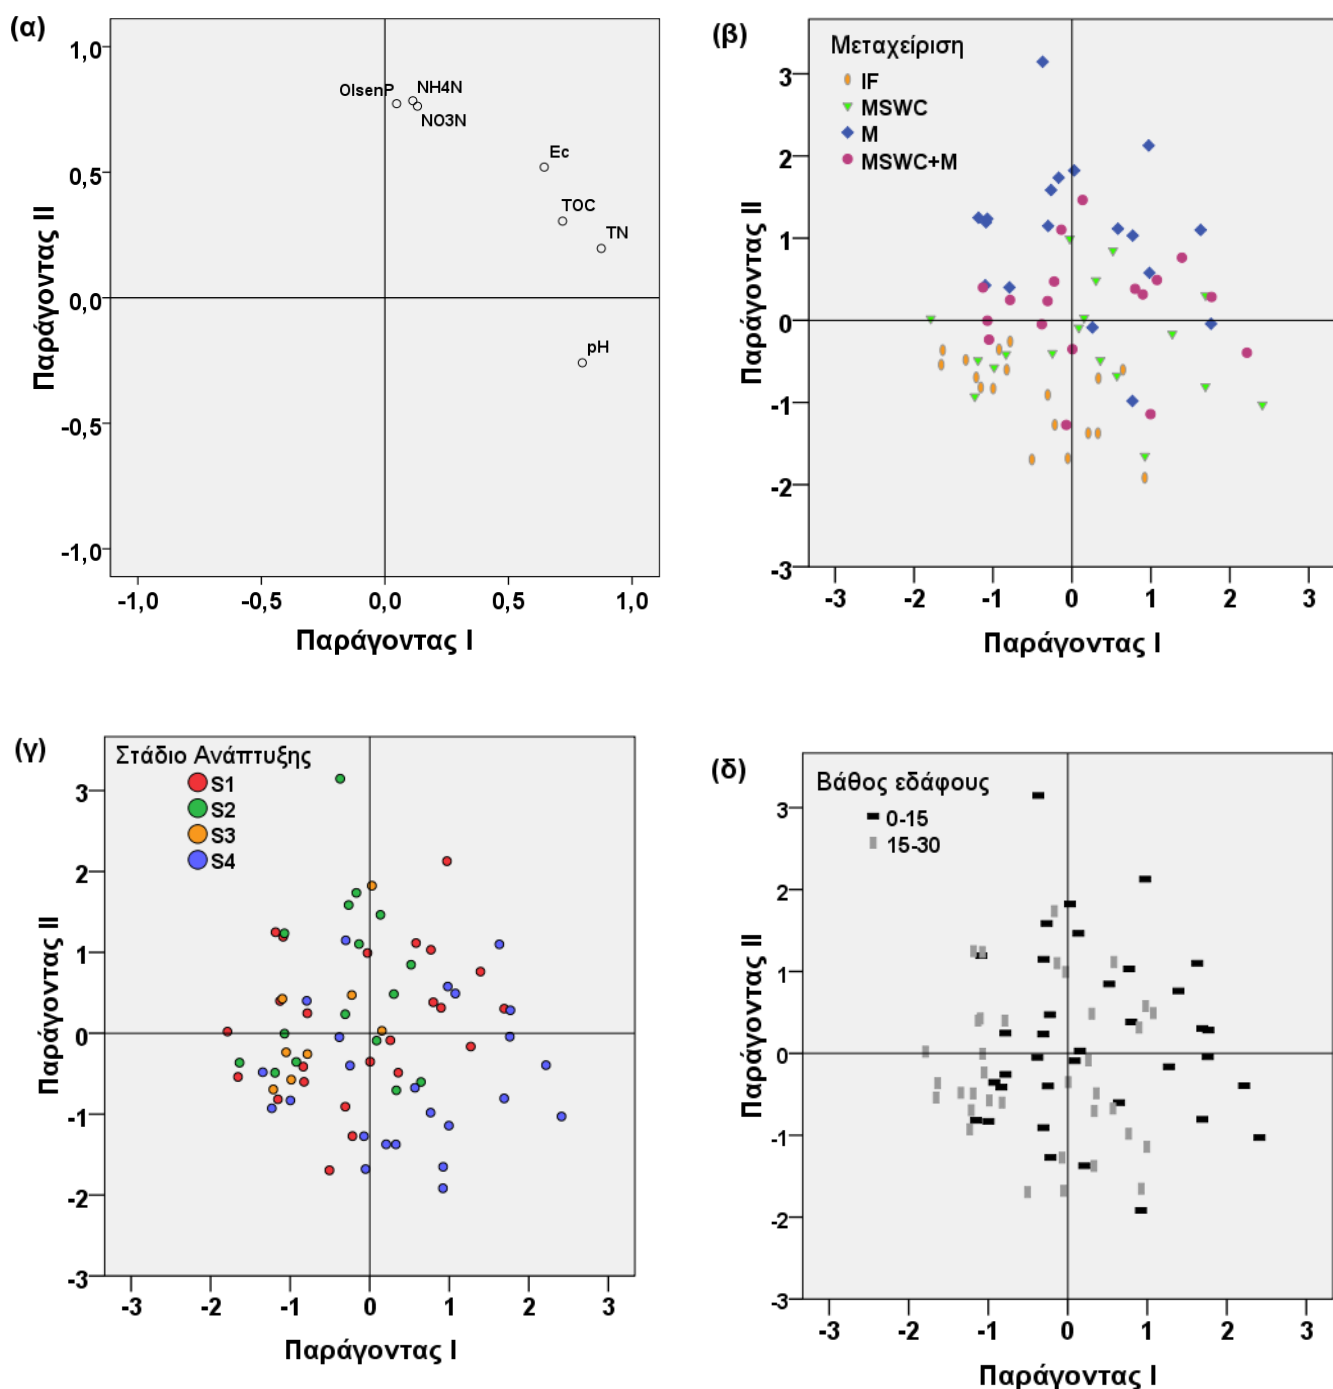 (α)
1,0
0,5
0,0
-0,5
-1,0
OlsenP
NH4N
NO3N
Ec
TOC
TN
pH
-1,0 -0,5 0,0 0,5 1,0
Παράγοντας II
Παράγοντας I
(β)
Μεταχείριση
IF
MSWC
M
MSWC+M
3
2
1
0
-1
-2
-3
-3 -2 -1 0 1 2 3
Παράγοντας II
Παράγοντας I
(γ)
Στάδιο Ανάπτυξης
S1
S2
S3
S4
3
2
1
0
-1
-2
-3
-3 -2 -1 0 1 2 3
Παράγοντας II
Παράγοντας I
(δ)
Βάθος εδάφους
0-15
15-30
3
2
1
0
-1
-2
-3
-3 -2 -1 0 1 2 3
Παράγοντας II
Παράγοντας I